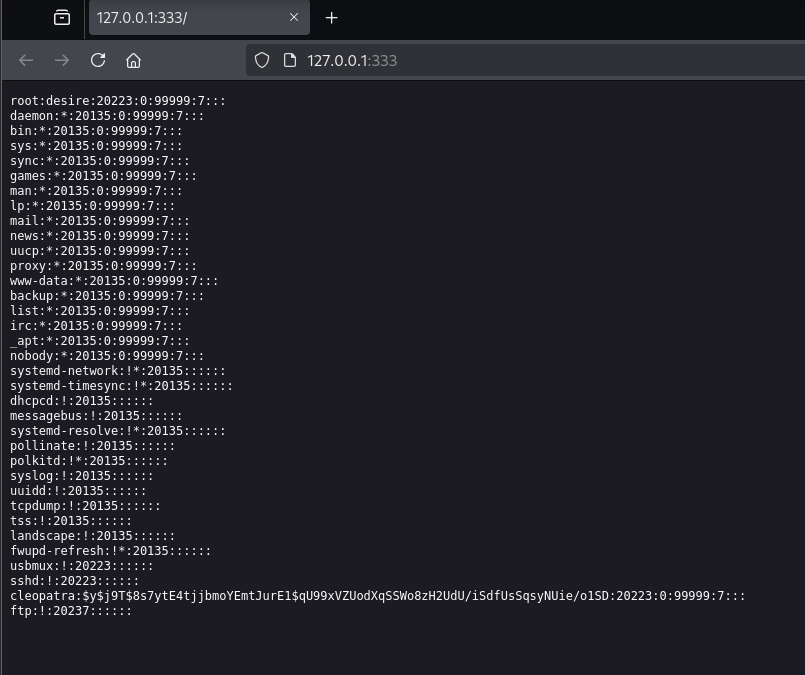 127.0.0.1:333/
127.0.0.1:333
root:desire:20223:0:99999:7:::
daemon:*:20135:0:99999:7:::
bin:*:20135:0:99999:7:::
sys:*:20135:0:99999:7:::
sync:*:20135:0:99999:7:::
games:*:20135:0:99999:7:::
man:*:20135:0:99999:7:::
lp:*:20135:0:99999:7:::
mail:*:20135:0:99999:7:::
news:*:20135:0:99999:7:::
uucp:*:20135:0:99999:7:::
proxy:*:20135:0:99999:7:::
www-data:*:20135:0:99999:7:::
backup:*:20135:0:99999:7:::
list:*:20135:0:99999:7:::
irc:*:20135:0:99999:7:::
_apt:*:20135:0:99999:7:::
nobody:*:20135:0:99999:7:::
systemd-network:!*:20135::::::
systemd-timesync:!*:20135::::::
dhcpcd:!:20135::::::
messagebus:!:20135::::::
systemd-resolve:!*:20135::::::
pollinate:!:20135::::::
polkitd:!*:20135::::::
syslog:!:20135::::::
uuidd:!:20135::::::
tcpdump:!:20135::::::
tss:!:20135::::::
landscape:!:20135::::::
fwupd-refresh:!*:20135::::::
usbmux:!:20223::::::
sshd:!:20223::::::
cleopatra:$y$j9T$8s7ytE4tjjbmoYEmtJurE1$qU99xVZUodXqSSWo8zH2UdU/iSdfUsSqsyNUie/o1SD:20223:0:99999:7:::
ftp:!:20237::::::